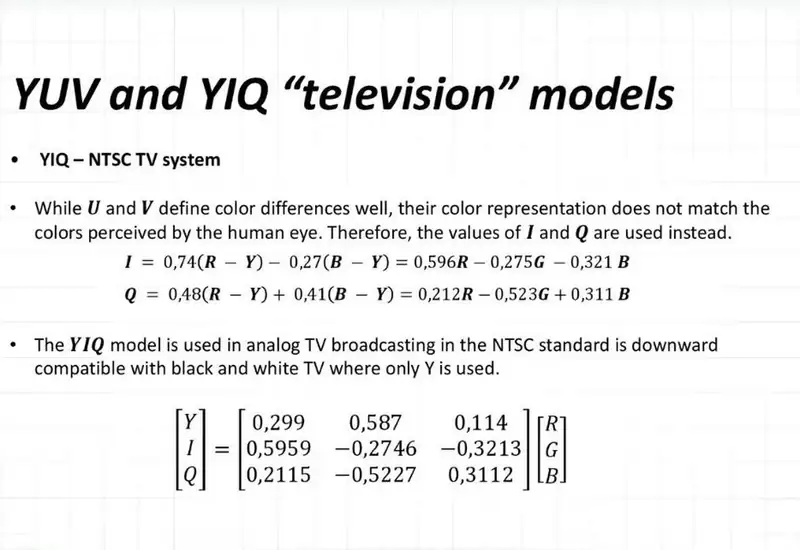 YUV and YIQ “television” models
• YIQ – NTSC TV system
• While U and V define color differences well, their color representation does not match the
colors perceived by the human eye. Therefore, the values of I and Q are used instead.
I = 0,74(R − Y) − 0,27(B − Y) = 0,596R − 0,275G − 0,321 B
Q = 0,48(R − Y) + 0,41(B − Y) = 0,212R − 0,523G + 0,311 B
• The YIQ model is used in analog TV broadcasting in the NTSC standard is downward
compatible with black and white TV where only Y is used.
[Y] [0,299 0,587 0,114] [R]
[I] = [0,5959 −0,2746 −0,3213] [G]
[Q] [0,2115 −0,5227 0,3112] [B]